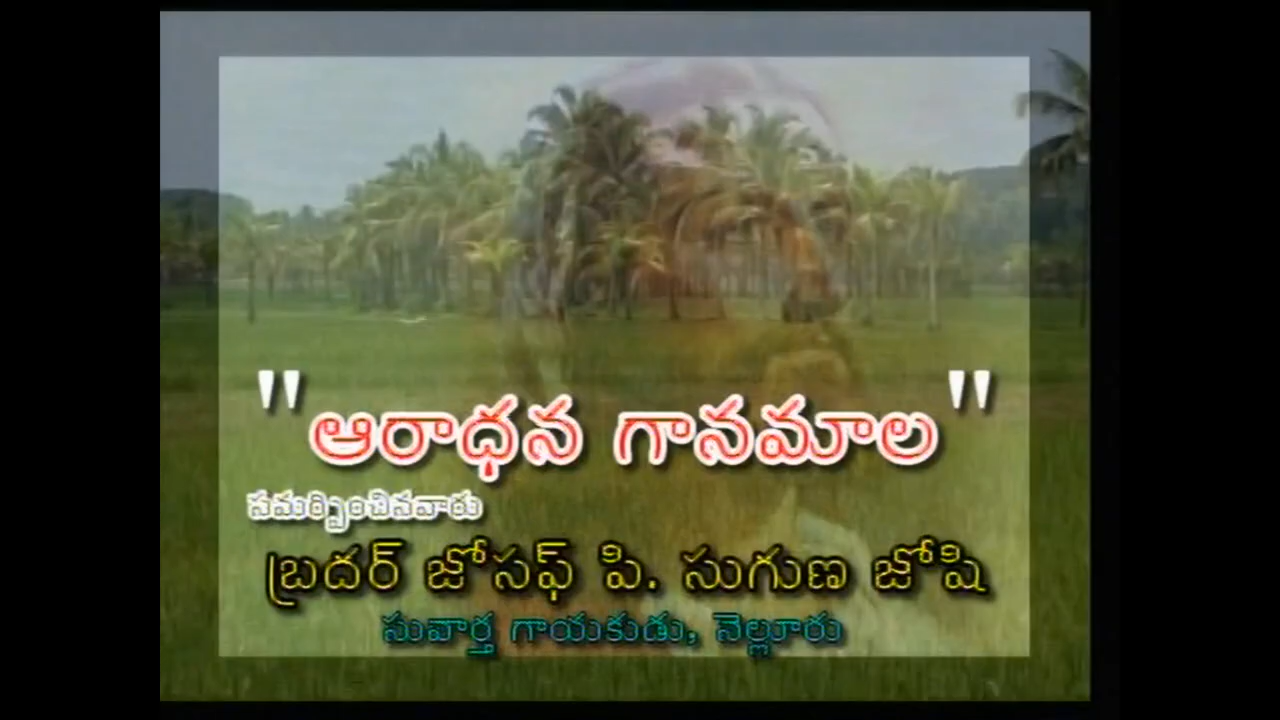 "ఆరాధన గానమాల"
సమర్పించినవారు
బ్రదర్ జోసఫ్ పి. సుగుణ జోషి
సువార్త గాయకుడు, నెల్లూరు